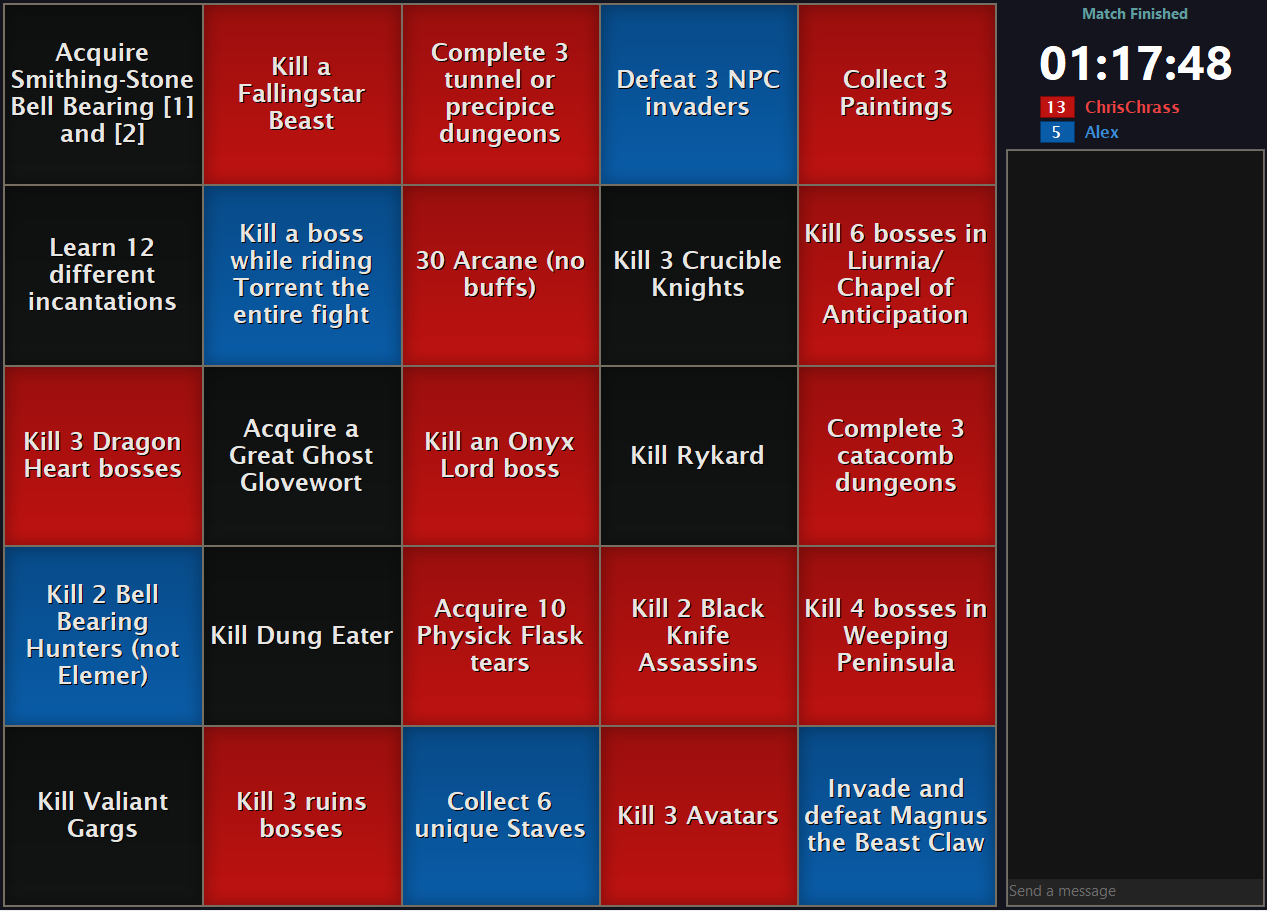 Acquire
Smithing-Stone
Bell Bearing [1]
and [2]
Kill a
Fallingstar
Beast
Complete 3
tunnel or
precipice
dungeons
Defeat 3 NPC
invaders
Collect 3
Paintings
Learn 12
different
incantations
Kill a boss
while riding
Torrent the
entire fight
30 Arcane (no
buffs)
Kill 3 Crucible
Knights
Kill 6 bosses in
Liurnia/
Chapel of
Anticipation
Kill 3 Dragon
Heart bosses
Acquire a
Great Ghost
Glovewort
Kill an Onyx
Lord boss
Kill Rykard
Complete 3
catacomb
dungeons
Kill 2 Bell
Bearing
Hunters (not
Elemer)
Kill Dung Eater
Acquire 10
Physick Flask
tears
Kill 2 Black
Knife
Assassins
Kill 4 bosses in
Weeping
Peninsula
Kill Valiant
Gargs
Kill 3 ruins
bosses
Collect 6
unique Staves
Kill 3 Avatars
Invade and
defeat Magnus
the Beast Claw
Match Finished
01:17:48
13 ChrisChrass
5 Alex
Send a message